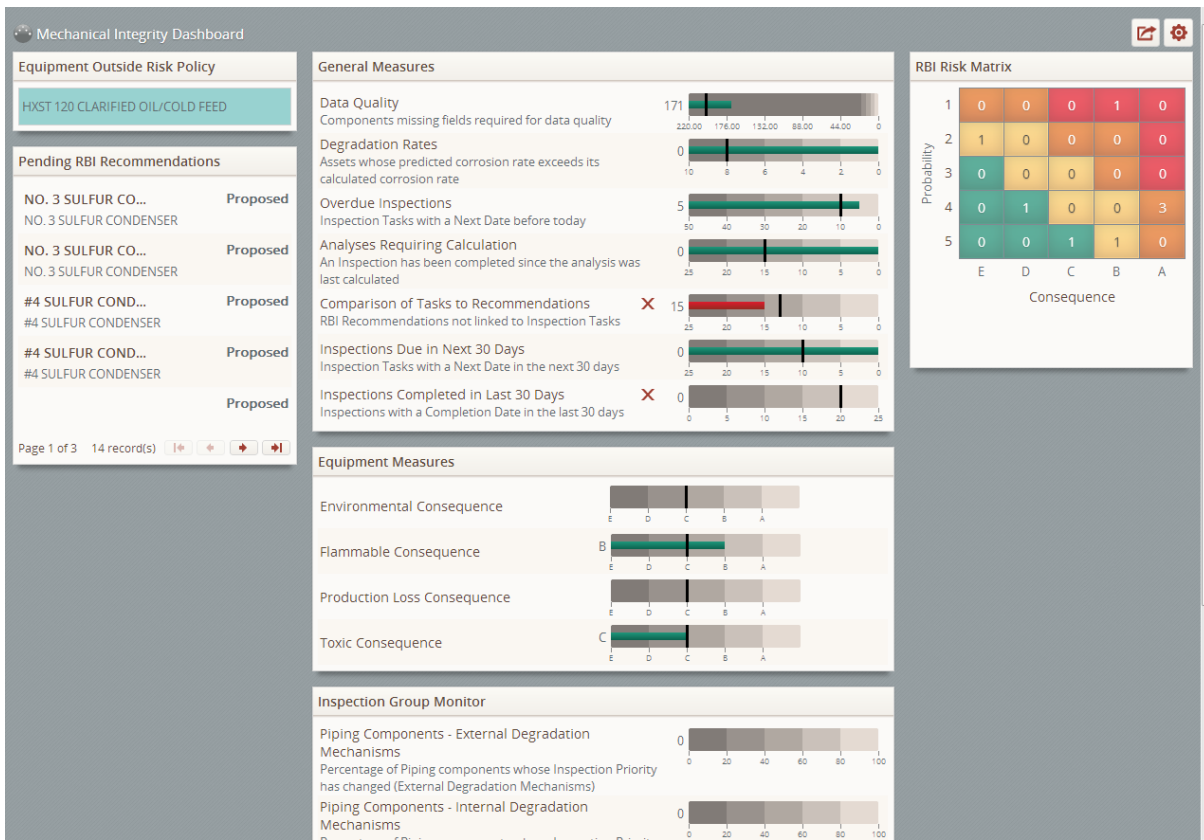 Mechanical Integrity Dashboard
Equipment Outside Risk Policy
HXST 120 CLARIFIED OIL/COLD FEED
Pending RBI Recommendations
NO. 3 SULFUR CO... Proposed
NO. 3 SULFUR CONDENSER
NO. 3 SULFUR CO... Proposed
NO. 3 SULFUR CONDENSER
#4 SULFUR COND... Proposed
#4 SULFUR CONDENSER
#4 SULFUR COND... Proposed
#4 SULFUR CONDENSER
Proposed
Page 1 of 3 14 record(s)
General Measures
Data Quality 171
Components missing fields required for data quality
220.00 176.00 132.00 88.00 44.00 0
Degradation Rates 0
Assets whose predicted corrosion rate exceeds its
calculated corrosion rate
10 8 6 4 2 0
Overdue Inspections 5
Inspection Tasks with a Next Date before today
50 40 30 20 10 0
Analyses Requiring Calculation 0
An Inspection has been completed since the analysis was
last calculated
25 20 15 10 5 0
Comparison of Tasks to Recommendations 15
RBI Recommendations not linked to Inspection Tasks
25 20 15 10 5 0
Inspections Due in Next 30 Days 0
Inspection Tasks with a Next Date in the next 30 days
25 20 15 10 5 0
Inspections Completed in Last 30 Days 0
Inspections with a Completion Date in the last 30 days
0 5 10 15 20 25
Equipment Measures
Environmental Consequence
E D C B A
Flammable Consequence B
E D C B A
Production Loss Consequence
E D C B A
Toxic Consequence C
E D C B A
Inspection Group Monitor
Piping Components - External Degradation
Mechanisms 0
0 20 40 60 80 100
Percentage of Piping components whose Inspection Priority
has changed (External Degradation Mechanisms)
Piping Components - Internal Degradation
Mechanisms 0
0 20 40 60 80 100
RBI Risk Matrix
Probability
1 0 0 0 1 0
2 1 0 0 0 0
3 0 0 0 0 0
4 0 1 0 0 3
5 0 0 1 1 0
E D C B A
Consequence